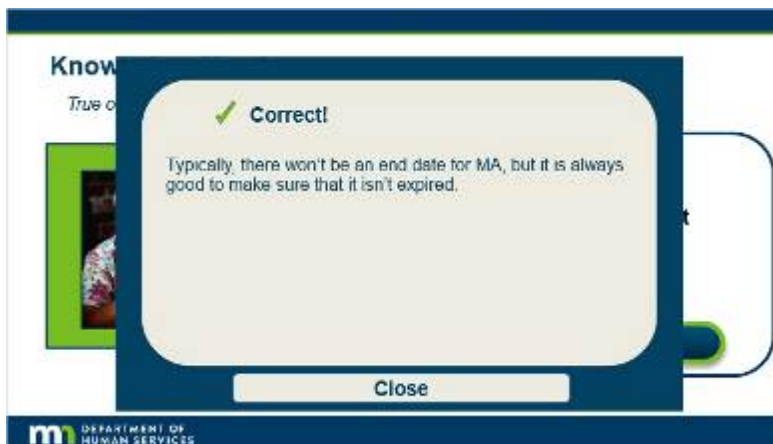 Know
True o
Correct!
Typically, there won't be an end date for MA, but it is always
good to make sure that it isn't expired.
t
Close
mn DEPARTMENT OF
HUMAN SERVICES